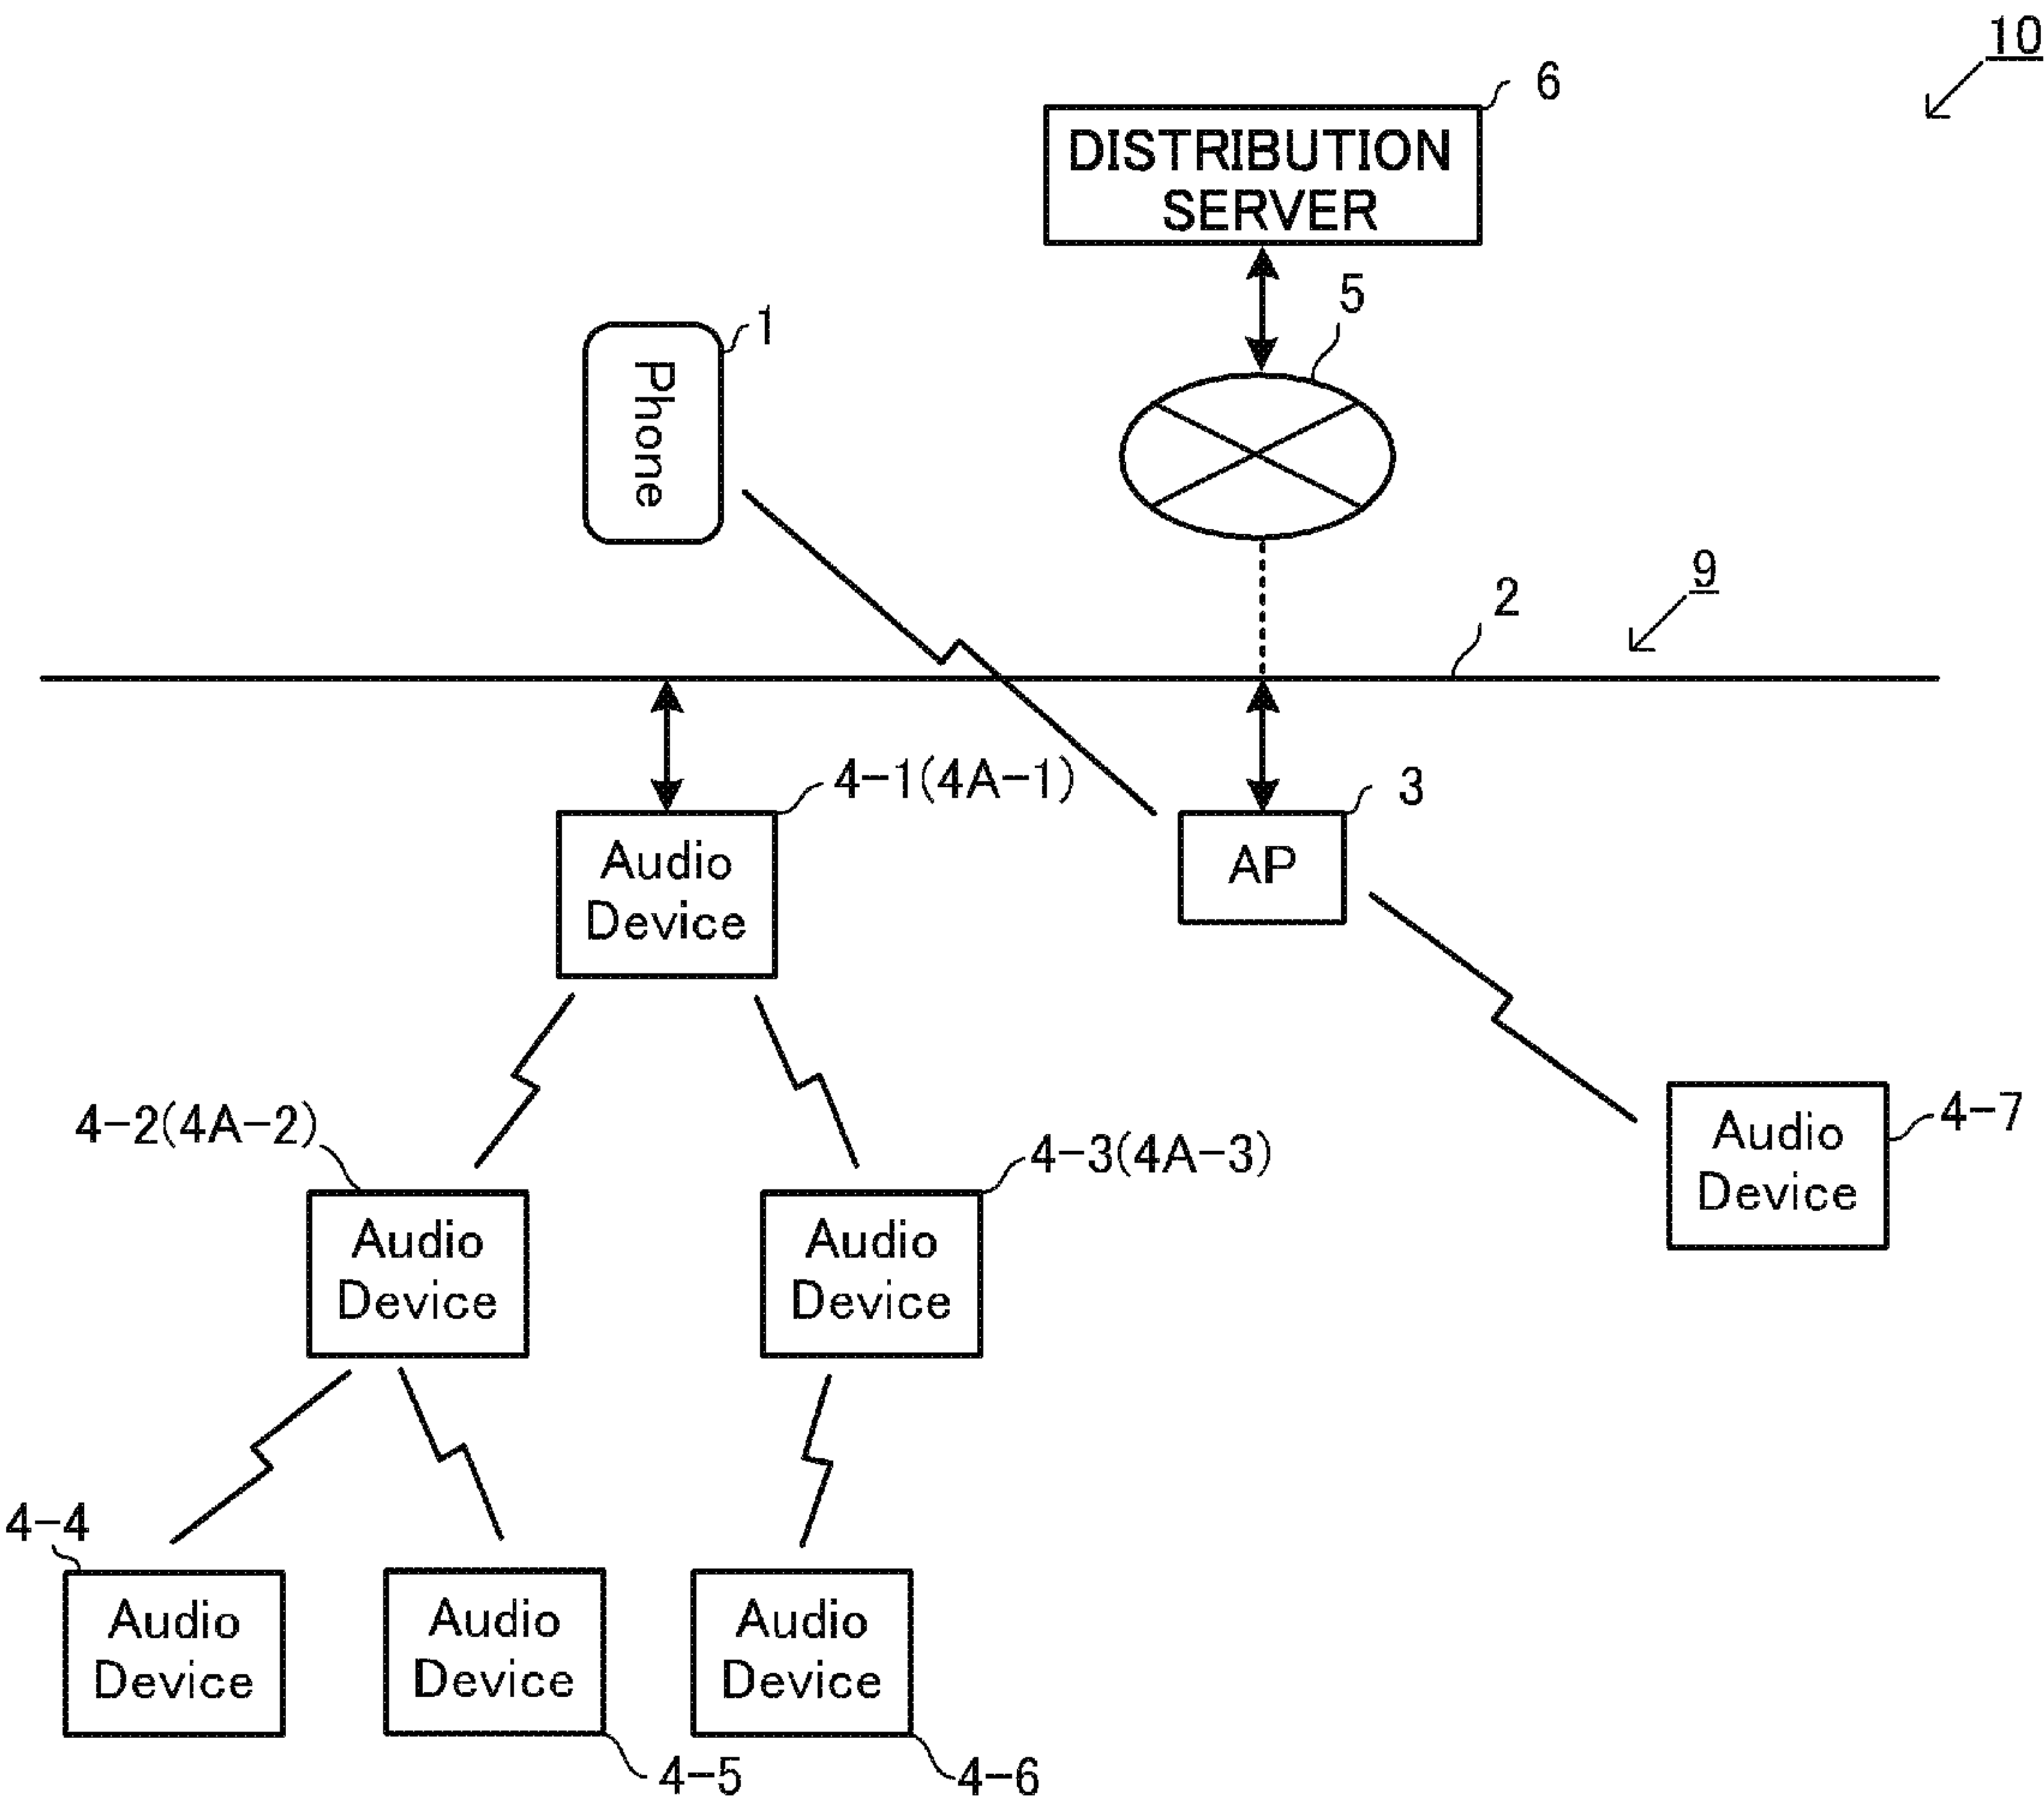 10
6
DISTRIBUTION
SERVER
5
1
Phone
9
2
4-1(4A-1)
3
Audio
Device
AP
4-2(4A-2)
4-3(4A-3)
4-7
Audio
Device
Audio
Device
Audio
Device
4-4
Audio
Device
Audio
Device
Audio
Device
4-5
4-6